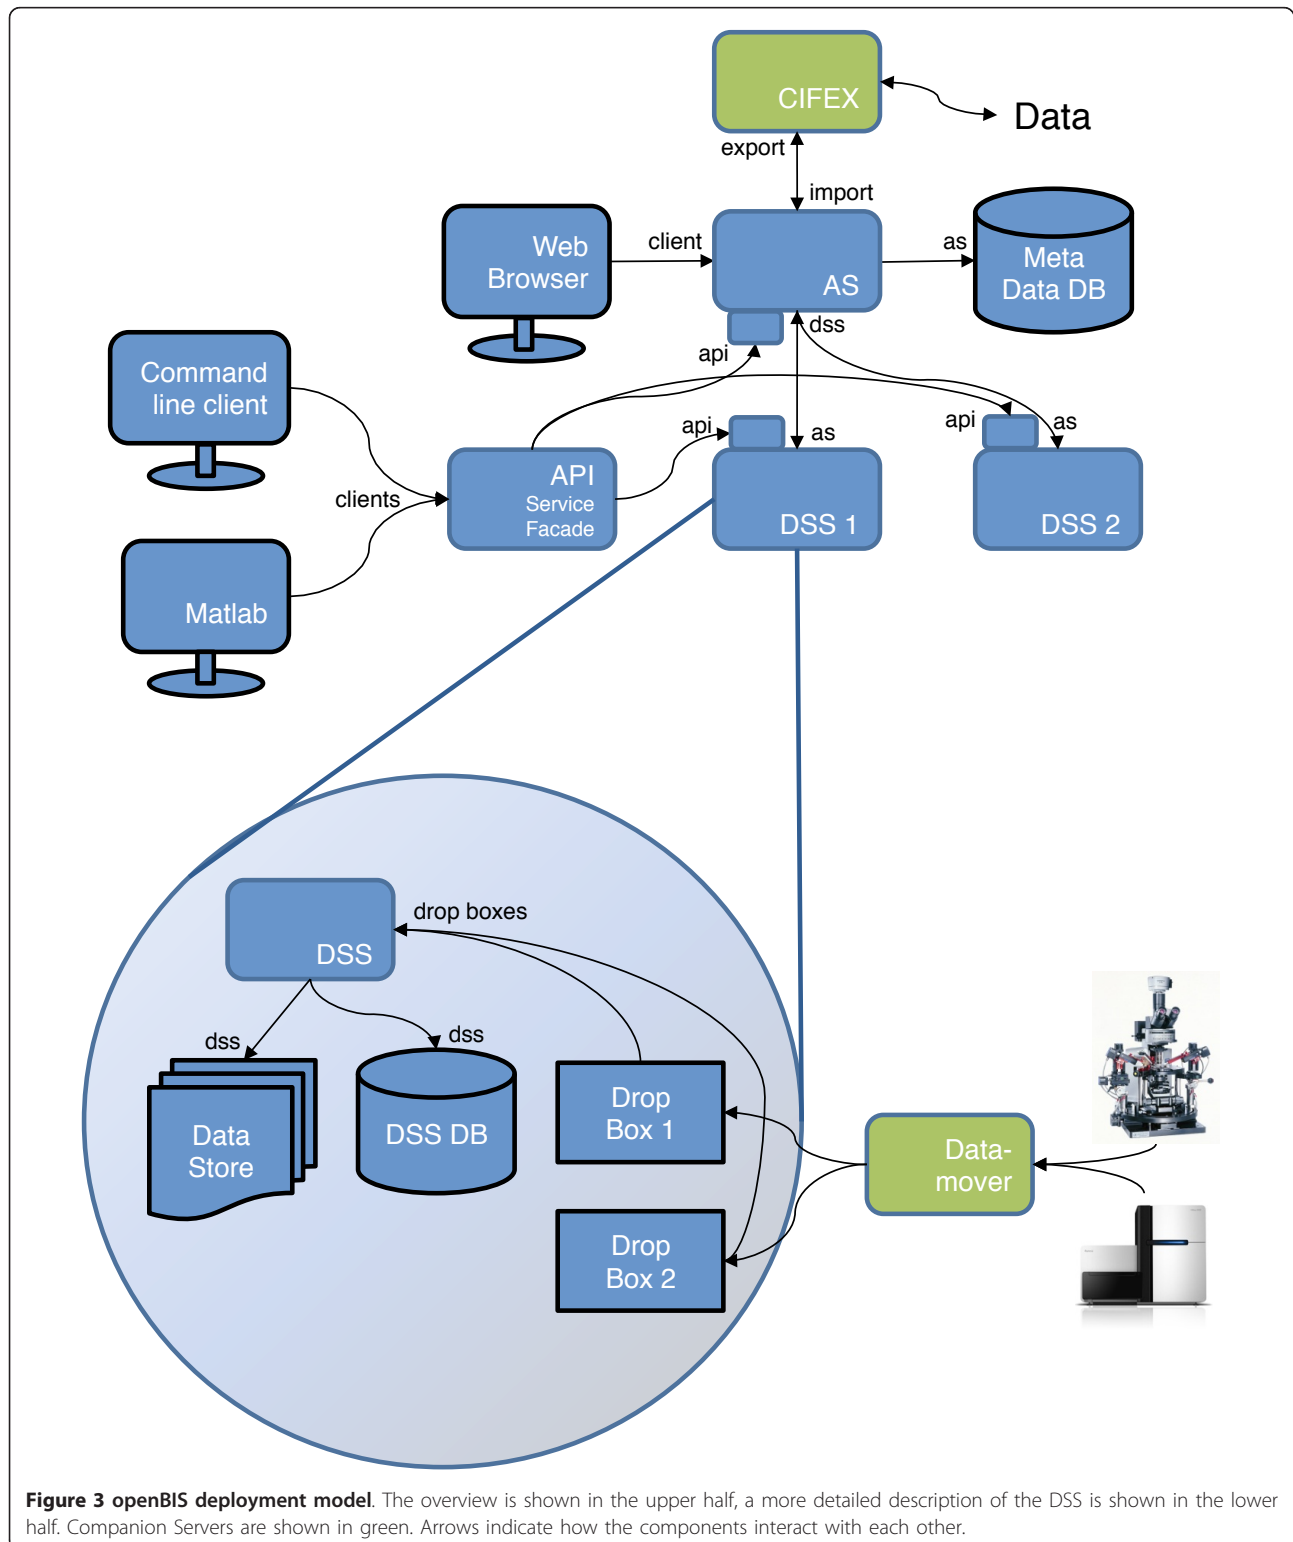 CIFEX
Data
export
import
Web
Browser
client
AS
as
Meta
Data DB
dss
api
Command
line client
clients
Matlab
API
Service
Facade
api
as
DSS 1
api
as
DSS 2
drop boxes
DSS
dss
dss
Data
Store
DSS DB
Drop
Box 1
Drop
Box 2
Data-
mover
Figure 3 openBIS deployment model. The overview is shown in the upper half, a more detailed description of the DSS is shown in the lower
half. Companion Servers are shown in green. Arrows indicate how the components interact with each other.